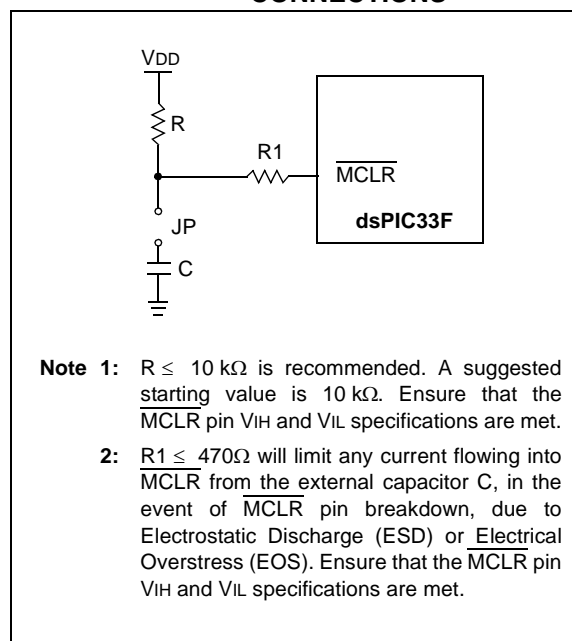 CONNECTIONS
VDD
R
R1
MCLR
JP
dsPIC33F
C
Note 1: R ≤ 10 kΩ is recommended. A suggested
starting value is 10 kΩ. Ensure that the
MCLR pin VIH and VIL specifications are met.
2: R1 ≤ 470Ω will limit any current flowing into
MCLR from the external capacitor C, in the
event of MCLR pin breakdown, due to
Electrostatic Discharge (ESD) or Electrical
Overstress (EOS). Ensure that the MCLR pin
VIH and VIL specifications are met.